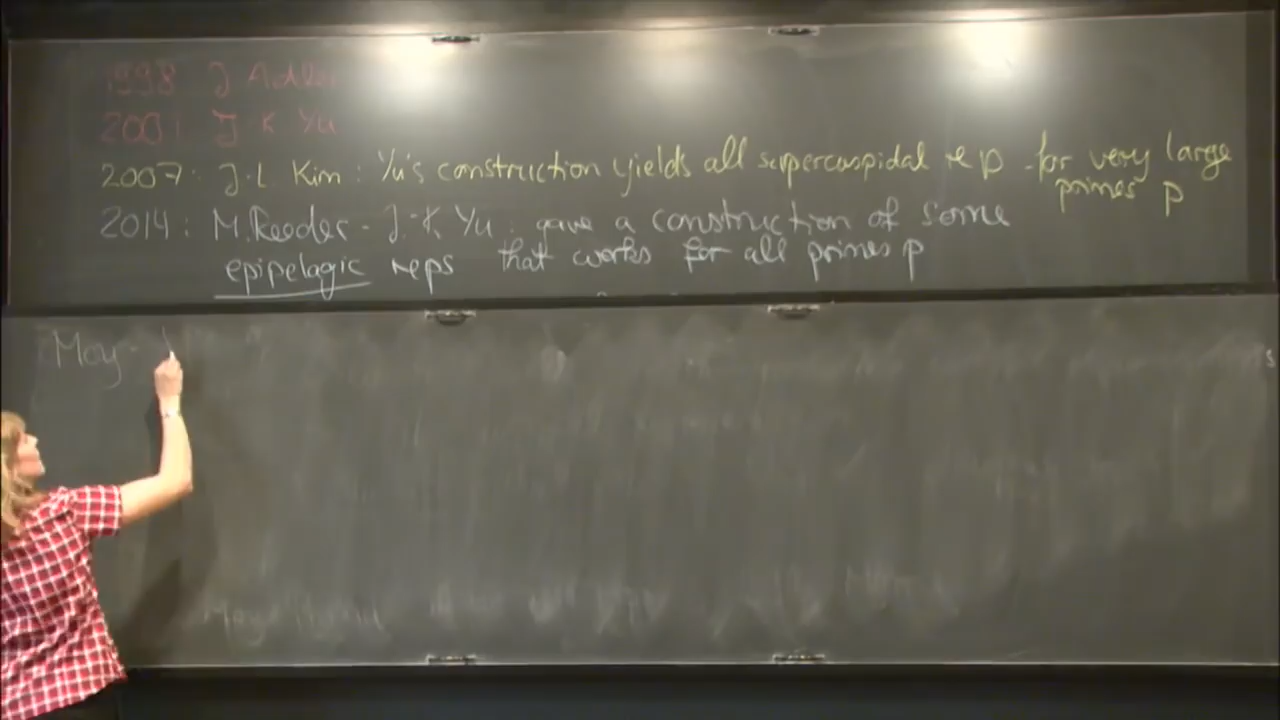 1998 J Adler
2001 J K Yu
2007: J-L Kim: Yu's construction yields all supercuspidal rep for very large
primes p
2014: M. Reeder - J.-K. Yu: gave a construction of some
epipelagic reps that works for all primes p
Moy-